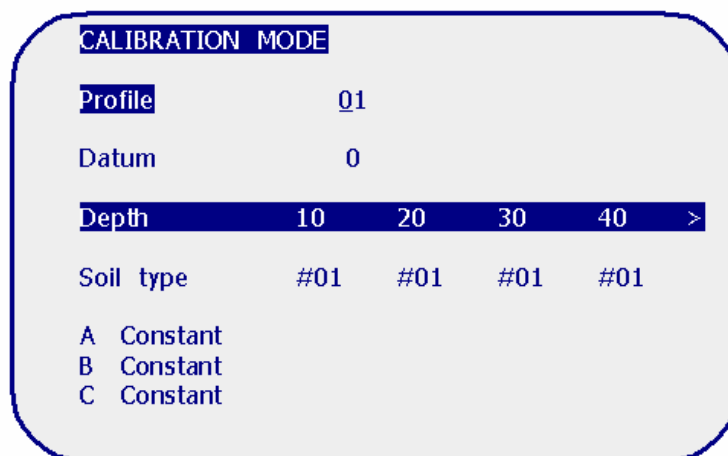 CALIBRATION MODE
Profile 01
Datum 0
Depth 10 20 30 40 >
Soil type #01 #01 #01 #01
A Constant
B Constant
C Constant